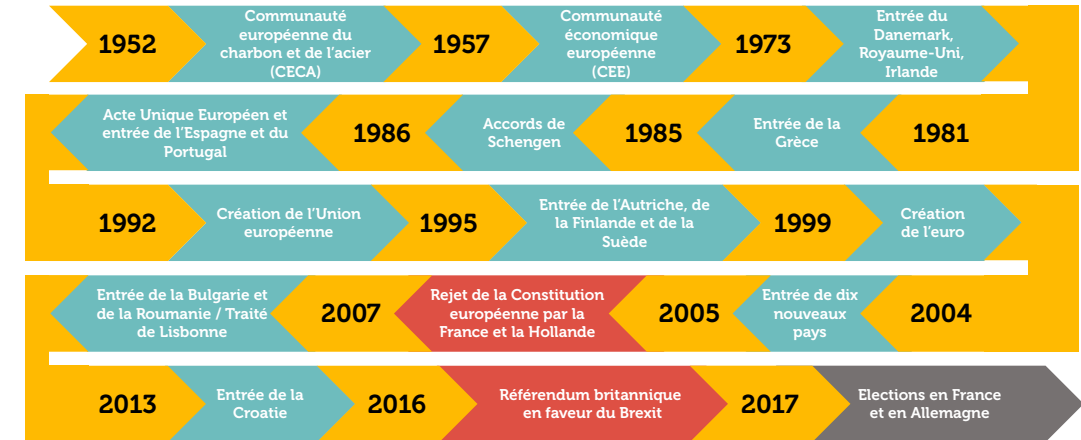 1952
Communauté
européenne du
charbon et de l'acier
(CECA)
1957
Communauté
économique
européenne
(CEE)
1973
Entrée du
Danemark,
Royaume-Uni,
Irlande
1981
Entrée de la
Grèce
1985
Accords de
Schengen
1986
Acte Unique Européen et
entrée de l'Espagne et du
Portugal
1992
Création de l'Union
européenne
1995
Entrée de l'Autriche, de
la Finlande et de la
Suède
1999
Création
de l'euro
2004
Entrée de dix
nouveaux
pays
2005
Rejet de la Constitution
européenne par la
France et la Hollande
2007
Entrée de la Bulgarie et
de la Roumanie / Traité
de Lisbonne
2013
Entrée de la
Croatie
2016
Référendum britannique
en faveur du Brexit
2017
Elections en France
et en Allemagne